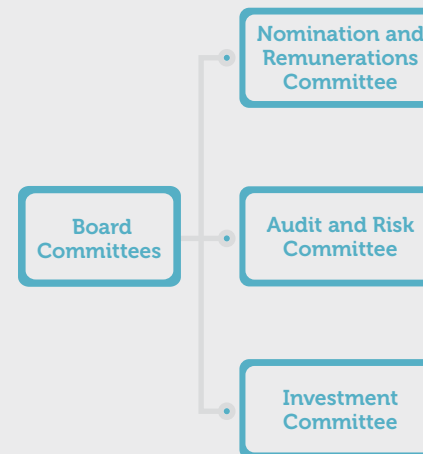 Nomination and
Remunerations
Committee
Board
Committees
Audit and Risk
Committee
Investment
Committee